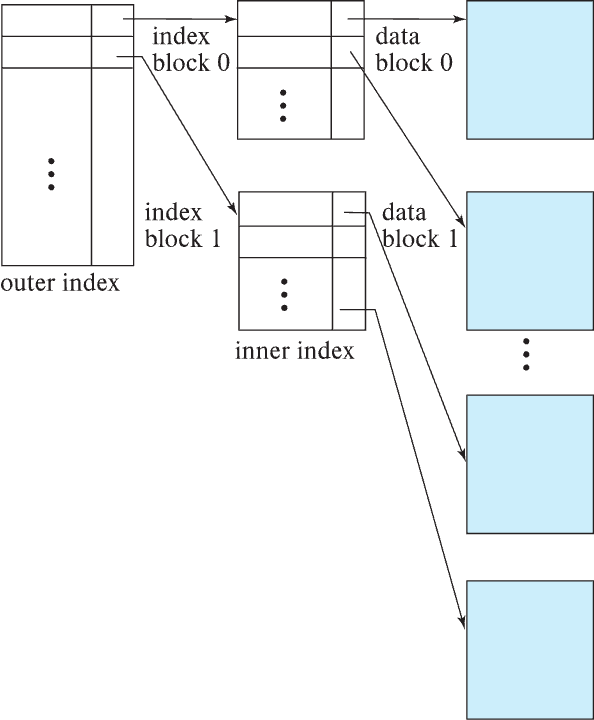 index
block 0
data
block 0
index
block 1
data
block 1
outer index
inner index